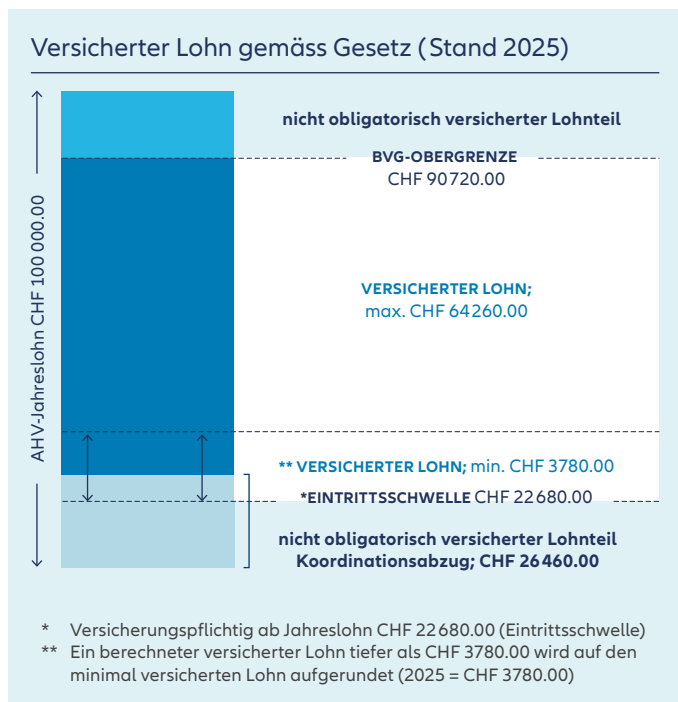 Versicherter Lohn gemäss Gesetz (Stand 2025)
AHV-Jahreslohn CHF 100 000.00
nicht obligatorisch versicherter Lohnteil
BVG-OBERGRENZE
CHF 90720.00
VERSICHERTER LOHN;
max. CHF 64260.00
** VERSICHERTER LOHN; min. CHF 3780.00
*EINTRITTSSCHWELLE CHF 22680.00
nicht obligatorisch versicherter Lohnteil
Koordinationsabzug; CHF 26460.00
* Versicherungspflichtig ab Jahreslohn CHF 22680.00 (Eintrittsschwelle)
** Ein berechneter versicherter Lohn tiefer als CHF 3780.00 wird auf den
minimal versicherten Lohn aufgerundet (2025 = CHF 3780.00)